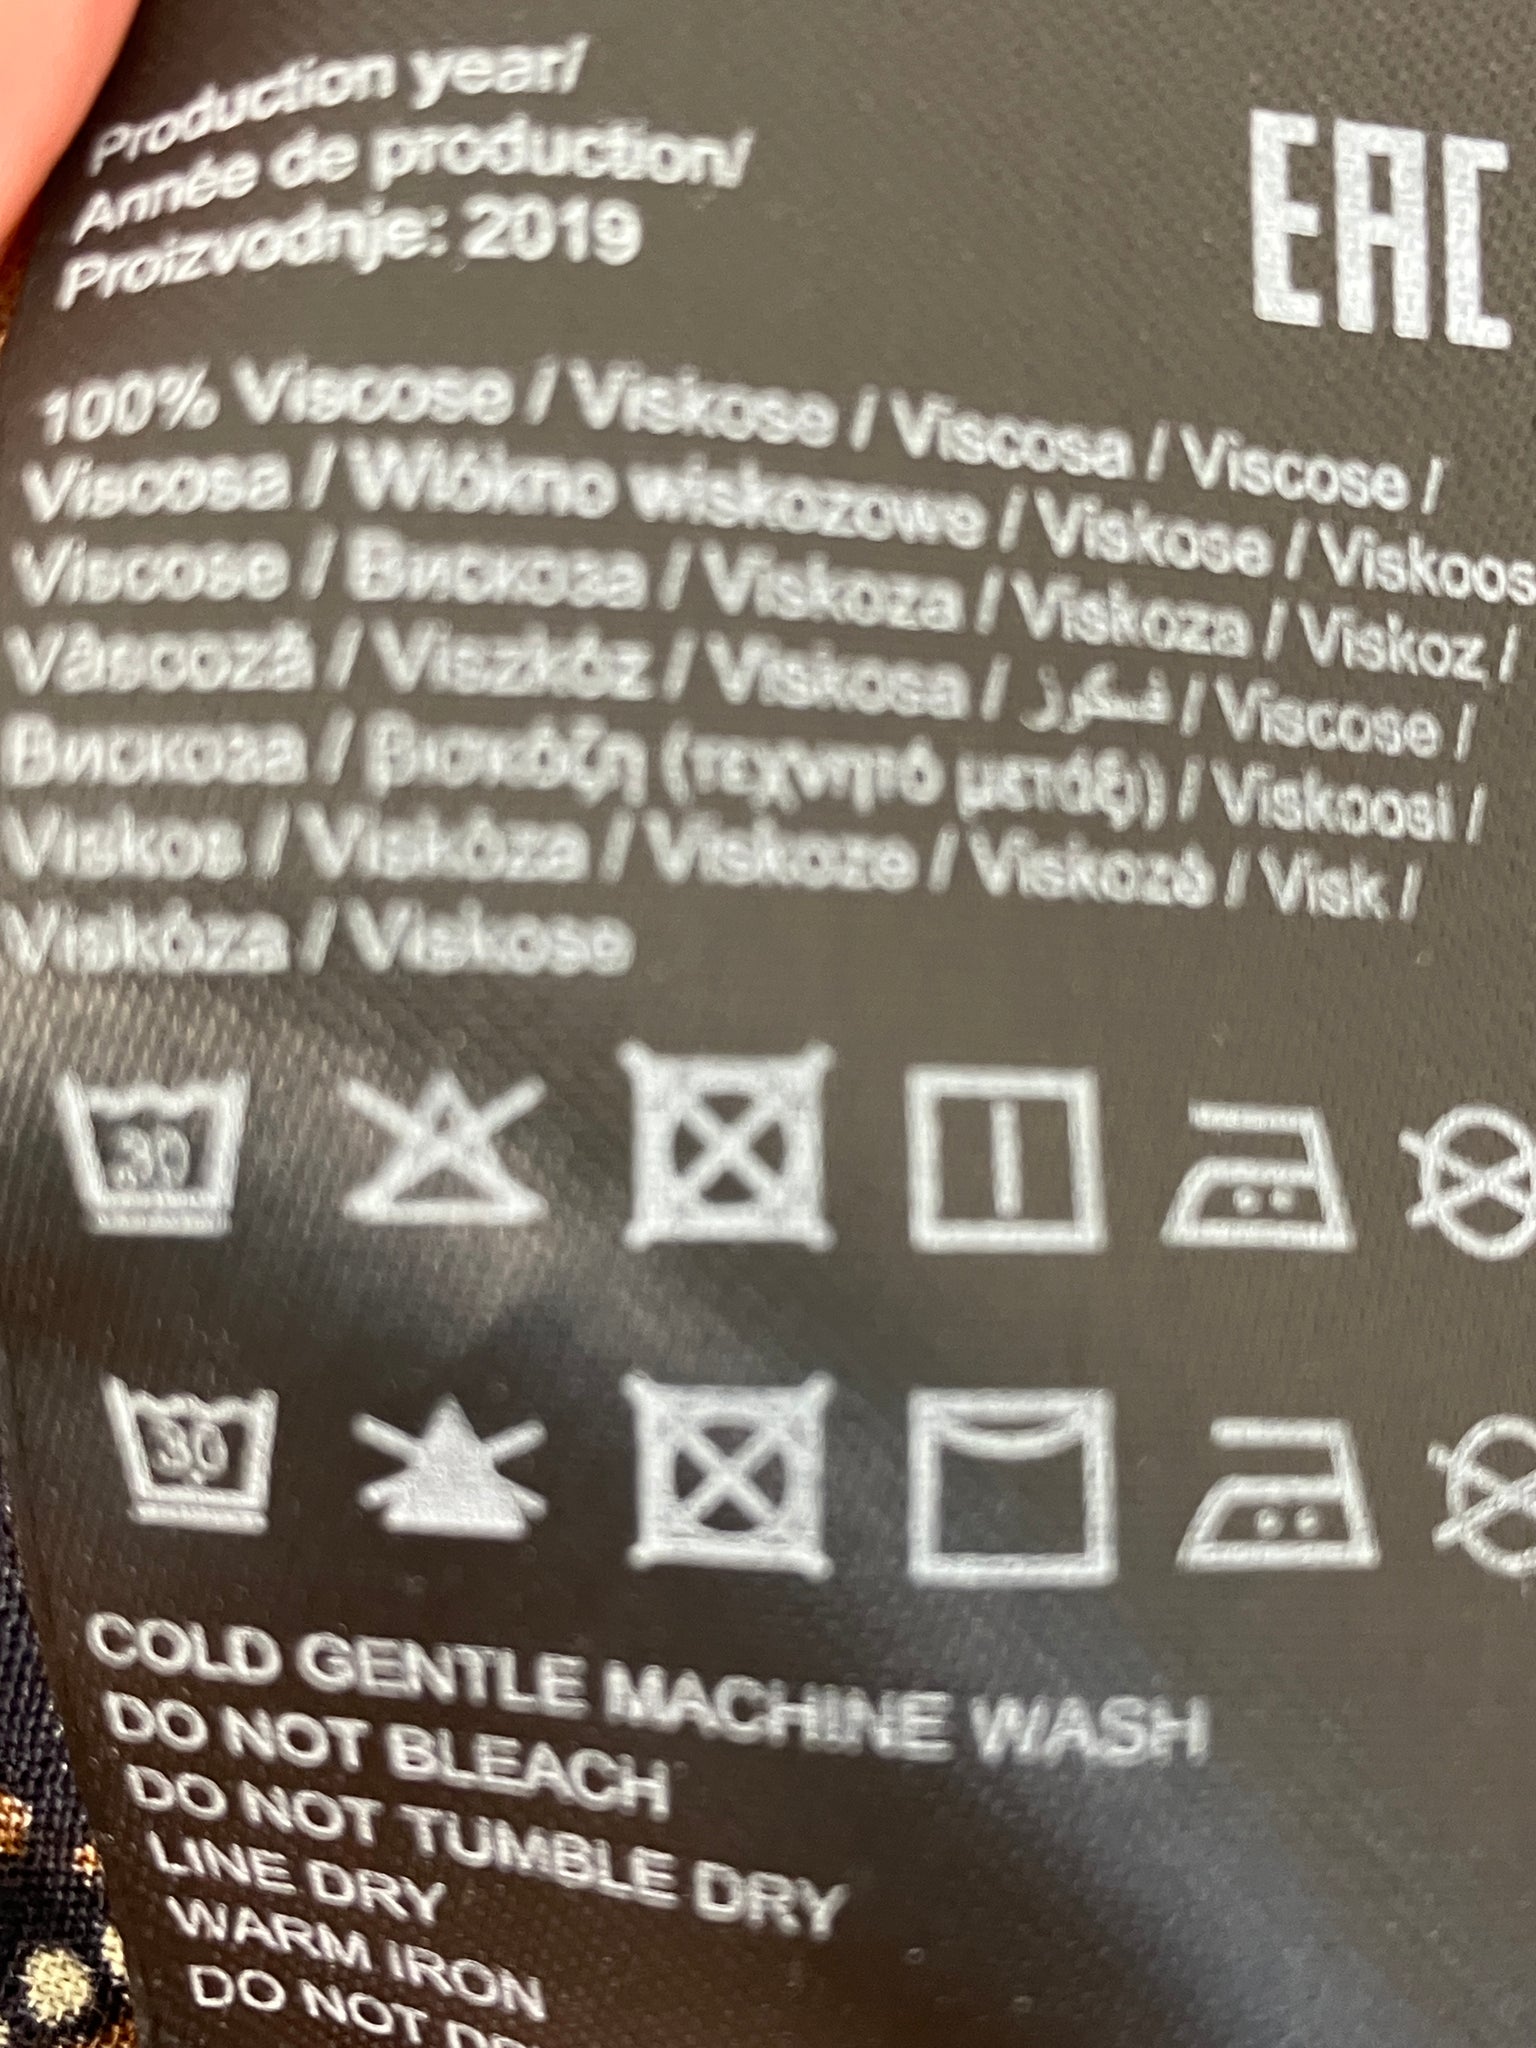 Production year/
Année de production/
Proizvodnje: 2019
EAC
100% Viscose / Viskose / Viscosa / Viscose /
Viscosa / Włókno wiskozowe / Viskose / Viskoos
Viscose / Вискоза / Viskoza / Viskoza / Viskoz /
Vâscoză / Viszkóz / Viskosa / فسكوز / Viscose /
Вискоза / βισκόζη (τεχνητό μετάξι) / Viskoosi /
Viskos / Viskóza / Viskoze / Viskozė / Visk /
Viskóza / Viskose
30
30
COLD GENTLE MACHINE WASH
DO NOT BLEACH
DO NOT TUMBLE DRY
LINE DRY
WARM IRON
DO NOT